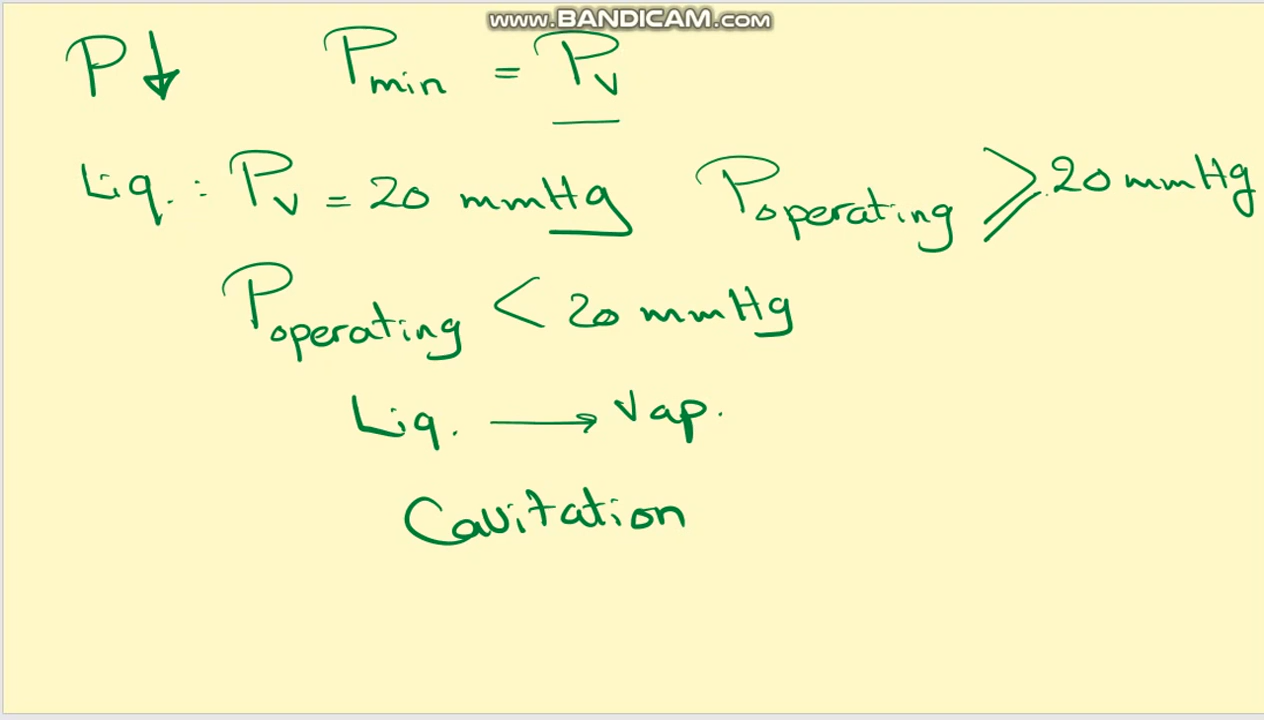 www.BANDICAM.com
P↓ Pmin = Pv
Liq. : Pv = 20 mmHg Poperating ≥ 20 mmHg
Poperating < 20 mmHg
Liq. → Vap.
Cavitation